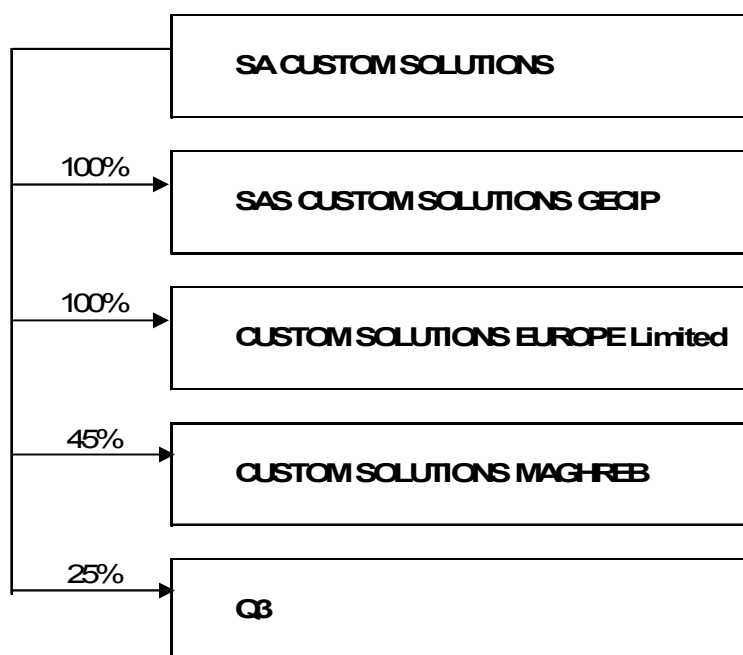 SA CUSTOM SOLUTIONS
100%
SAS CUSTOM SOLUTIONS GECIP
100%
CUSTOM SOLUTIONS EUROPE Limited
45%
CUSTOM SOLUTIONS MAGHREB
25%
Q3